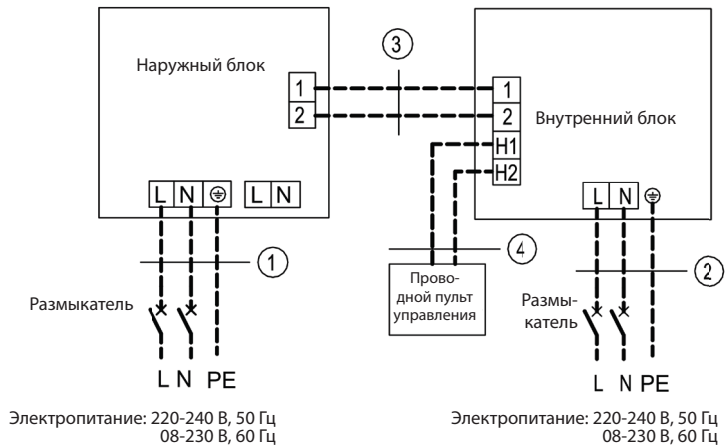 Наружный блок
1
2
L N ⏚ L N
1
Размыкатель
L N PE
Электропитание: 220-240 В, 50 Гц
08-230 В, 60 Гц
3
4
Прово-
дной пульт
управления
1
2
H1
H2
Внутренний блок
L N ⏚
2
Размы-
катель
L N PE
Электропитание: 220-240 В, 50 Гц
08-230 В, 60 Гц